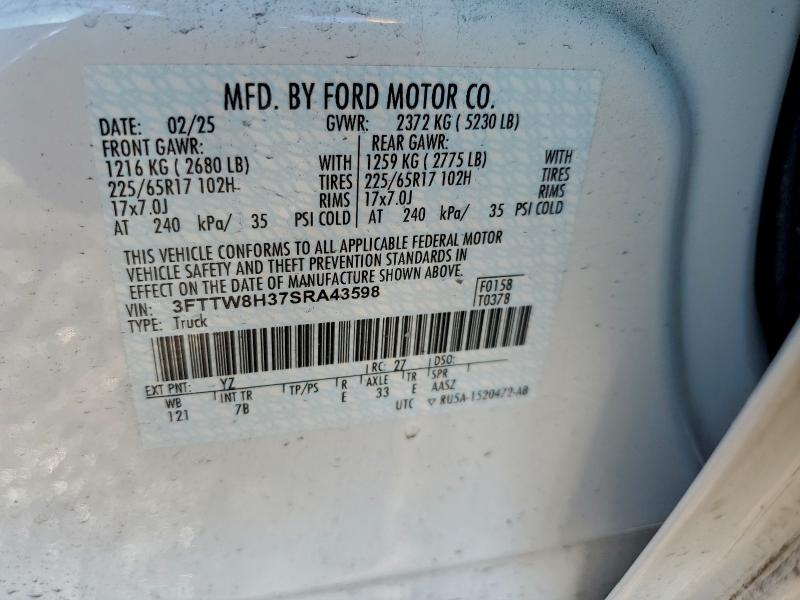 MFD. BY FORD MOTOR CO.
DATE: 02/25 GVWR: 2372 KG ( 5230 LB)
FRONT GAWR: REAR GAWR:
1216 KG ( 2680 LB) WITH 1259 KG ( 2775 LB) WITH
225/65R17 102H TIRES 225/65R17 102H TIRES
17x7.0J RIMS 17x7.0J RIMS
AT 240 kPa/ 35 PSI COLD AT 240 kPa/ 35 PSI COLD
THIS VEHICLE CONFORMS TO ALL APPLICABLE FEDERAL MOTOR
VEHICLE SAFETY AND THEFT PREVENTION STANDARDS IN
EFFECT ON THE DATE OF MANUFACTURE SHOWN ABOVE.
VIN: 3FTTW8H37SRA43598 F0158
TYPE: Truck T0378
EXT PNT: YZ RC: 27 DSO:
WB INT TR TP/PS R AXLE TR SPR
121 7B E 33 E AASZ
UTC ▽ RU5A-1520472-AB